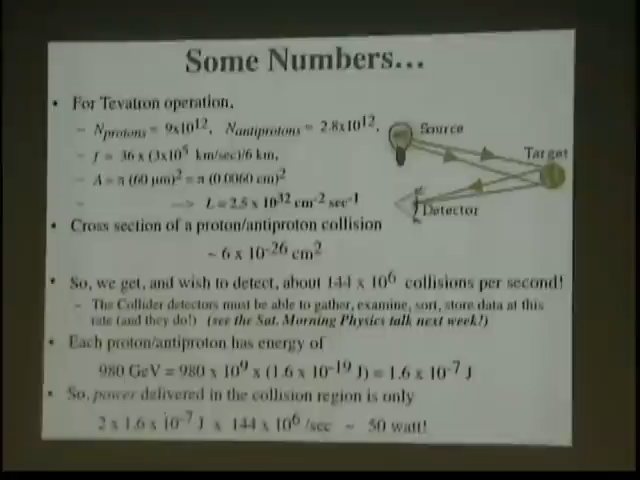 Some Numbers...
• For Tevatron operation,
– Nprotons = 9x10^12, Nantiprotons = 2.8x10^12,
– f = 36 x (3x10^5 km/sec)/6 km,
– A = π (60 μm)^2 = π (0.0060 cm)^2
– ---> L = 2.5 x 10^32 cm^-2 sec^-1
Source
Target
Detector
• Cross section of a proton/antiproton collision
~ 6 x 10^-26 cm^2
• So, we get, and wish to detect, about 144 x 10^6 collisions per second!
– The Collider detectors must be able to gather, examine, sort, store data at this
rate (and they do!) (see the Sat. Morning Physics talk next week!)
• Each proton/antiproton has energy of
980 GeV = 980 x 10^9 x (1.6 x 10^-19 J) = 1.6 x 10^-7 J
• So, power delivered in the collision region is only
2 x 1.6 x 10^-7 J x 144 x 10^6 /sec ~ 50 watt!